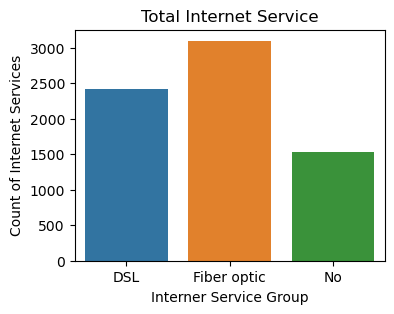 Total Internet Service
Count of Internet Services
3000
2500
2000
1500
1000
500
0
DSL
Fiber optic
No
Interner Service Group